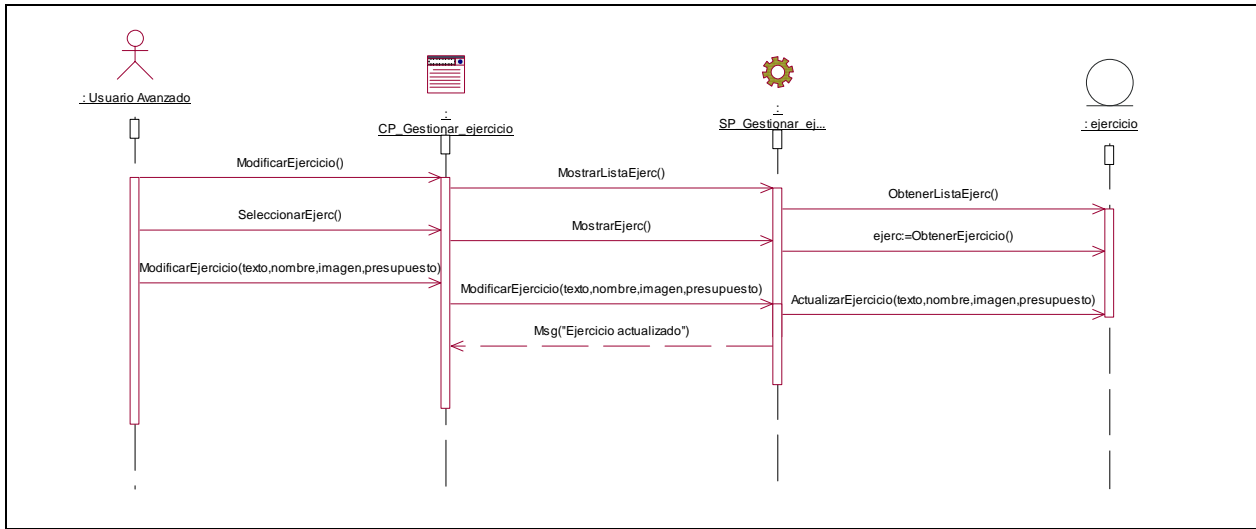 : Usuario Avanzado
:
CP_Gestionar_ejercicio
:
SP_Gestionar_ej...
: ejercicio
ModificarEjercicio()
MostrarListaEjerc()
ObtenerListaEjerc()
SeleccionarEjerc()
MostrarEjerc()
ejerc:=ObtenerEjercicio()
ModificarEjercicio(texto,nombre,imagen,presupuesto)
ModificarEjercicio(texto,nombre,imagen,presupuesto)
ActualizarEjercicio(texto,nombre,imagen,presupuesto)
Msg("Ejercicio actualizado")